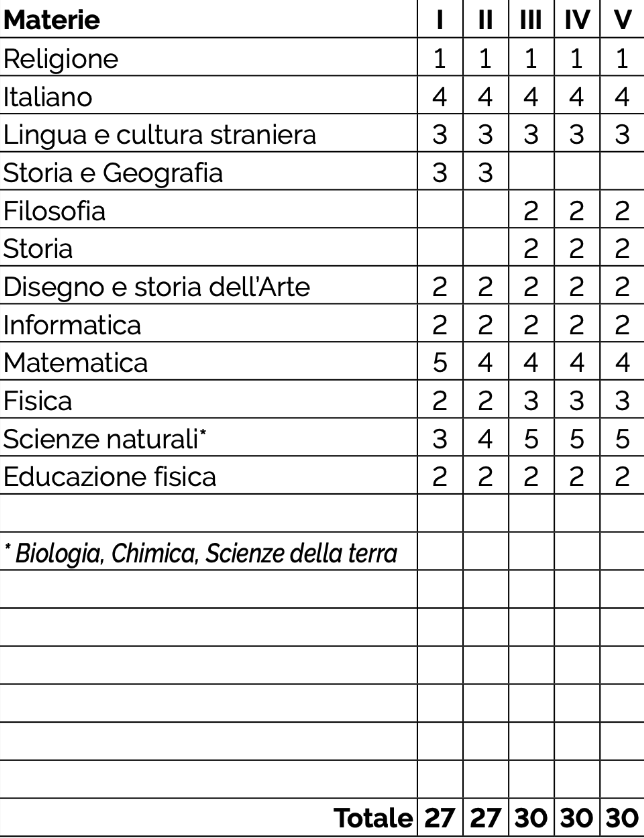 Materie I II III IV V
Religione 1 1 1 1 1
Italiano 4 4 4 4 4
Lingua e cultura straniera 3 3 3 3 3
Storia e Geografia 3 3
Filosofia 2 2 2
Storia 2 2 2
Disegno e storia dell'Arte 2 2 2 2 2
Informatica 2 2 2 2 2
Matematica 5 4 4 4 4
Fisica 2 2 3 3 3
Scienze naturali* 3 4 5 5 5
Educazione fisica 2 2 2 2 2
* Biologia, Chimica, Scienze della terra
Totale 27 27 30 30 30